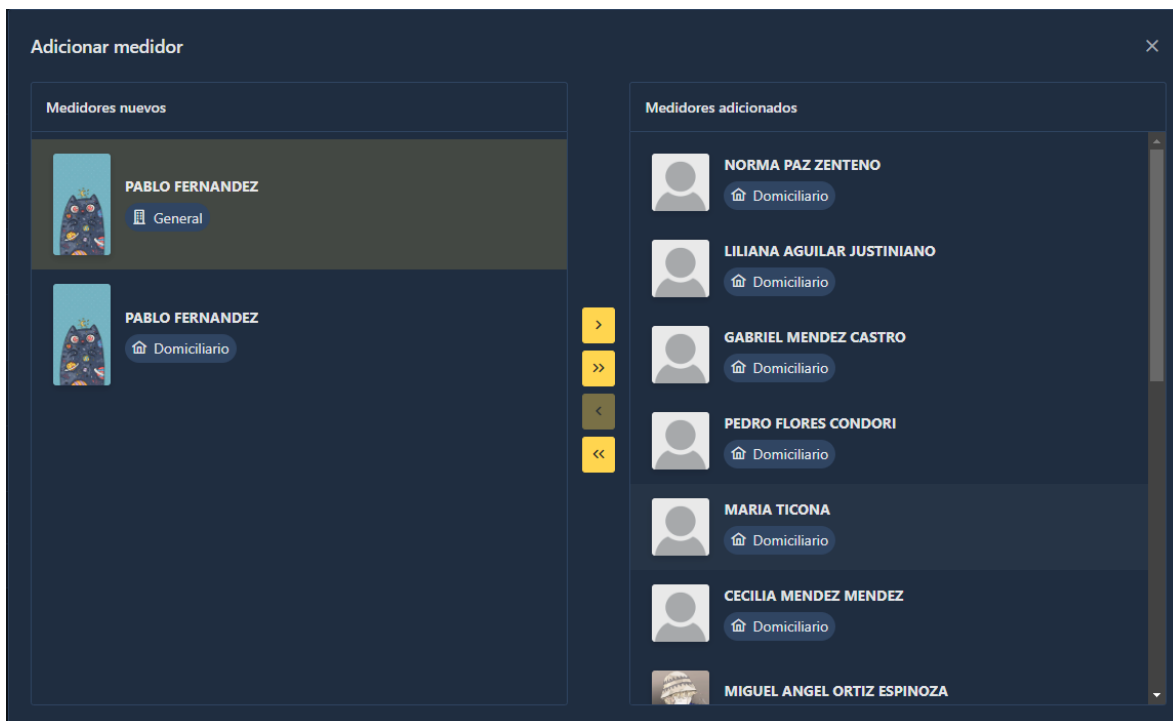 Adicionar medidor
Medidores nuevos
PABLO FERNANDEZ
General
PABLO FERNANDEZ
Domiciliario
Medidores adicionados
NORMA PAZ ZENTENO
Domiciliario
LILIANA AGUILAR JUSTINIANO
Domiciliario
GABRIEL MENDEZ CASTRO
Domiciliario
PEDRO FLORES CONDORI
Domiciliario
MARIA TICONA
Domiciliario
CECILIA MENDEZ MENDEZ
Domiciliario
MIGUEL ANGEL ORTIZ ESPINOZA